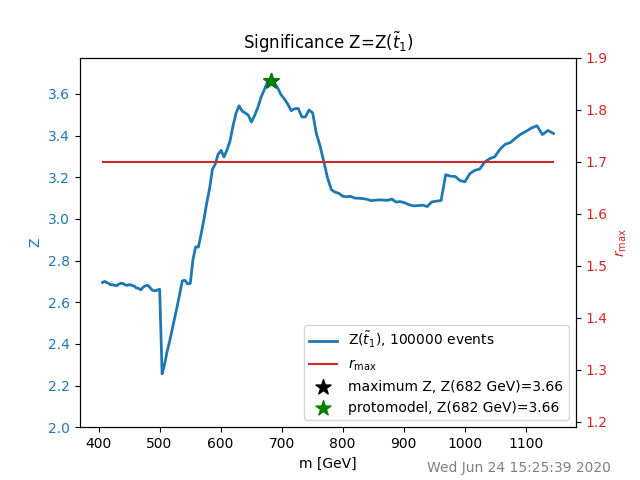 Significance Z=Z(t̃₁)
3.6
3.4
3.2
3.0
2.8
2.6
2.4
2.2
2.0
Z
1.9
1.8
1.7
1.6
1.5
1.4
1.3
1.2
r_max
Z(t̃₁), 100000 events
r_max
maximum Z, Z(682 GeV)=3.66
protomodel, Z(682 GeV)=3.66
400 500 600 700 800 900 1000 1100
m [GeV]
Wed Jun 24 15:25:39 2020